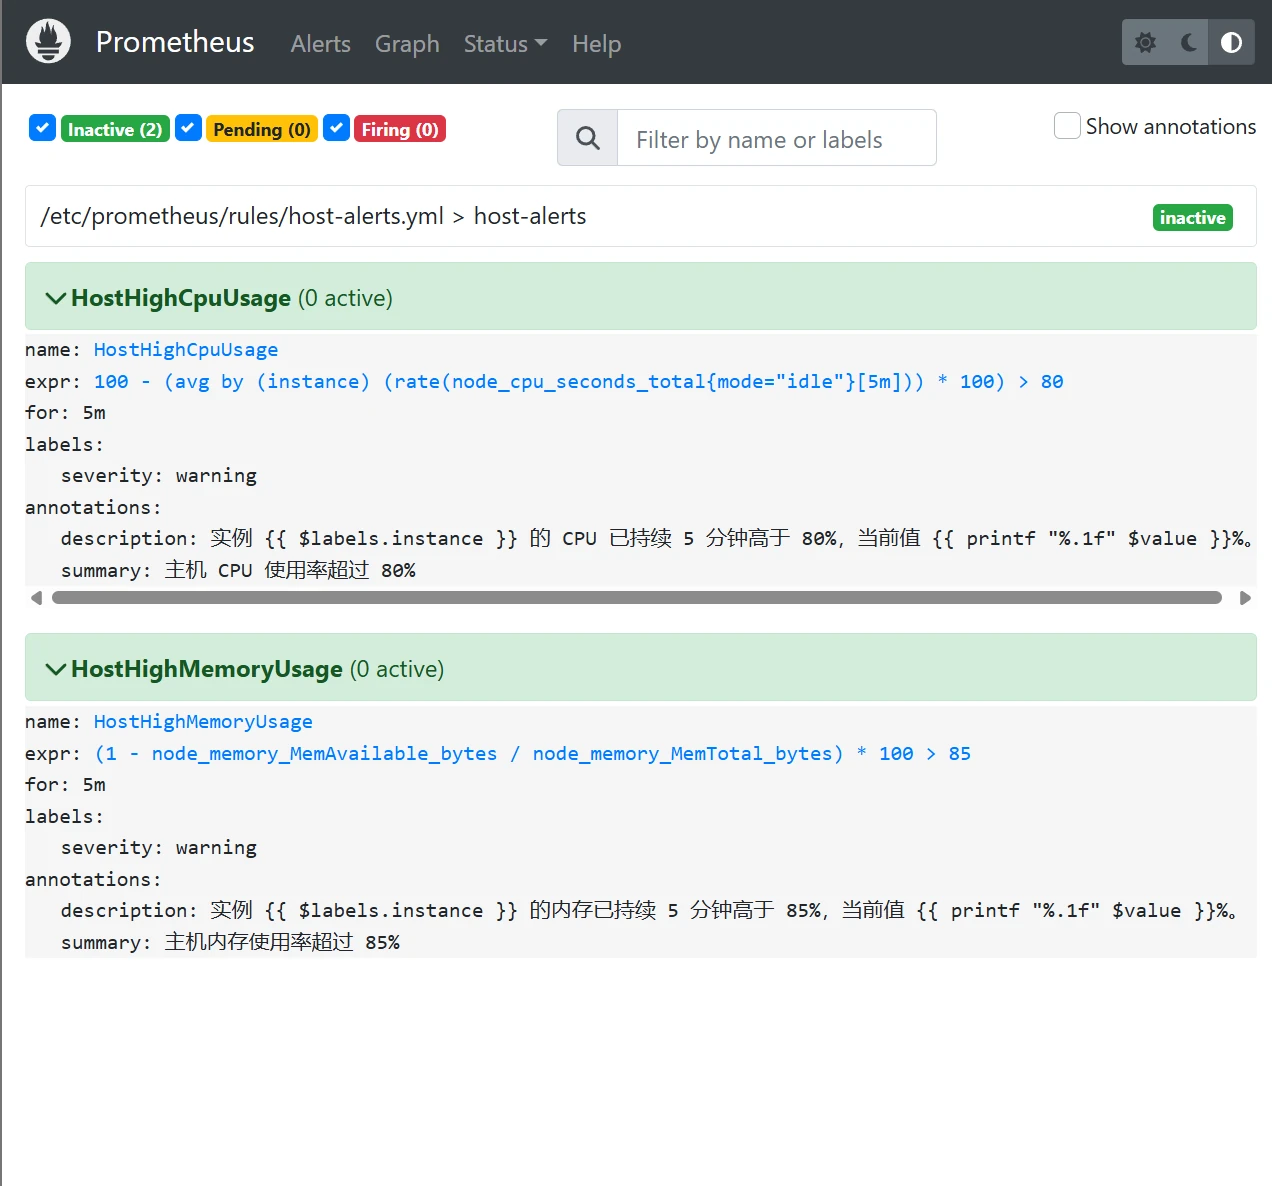 Prometheus Alerts Graph Status Help
Inactive (2) Pending (0) Firing (0) Filter by name or labels Show annotations
/etc/prometheus/rules/host-alerts.yml > host-alerts inactive
HostHighCpuUsage (0 active)
name: HostHighCpuUsage
expr: 100 - (avg by (instance) (rate(node_cpu_seconds_total{mode="idle"}[5m])) * 100) > 80
for: 5m
labels:
severity: warning
annotations:
description: 实例 {{ $labels.instance }} 的 CPU 已持续 5 分钟高于 80%，当前值 {{ printf "%.1f" $value }}%。
summary: 主机 CPU 使用率超过 80%
HostHighMemoryUsage (0 active)
name: HostHighMemoryUsage
expr: (1 - node_memory_MemAvailable_bytes / node_memory_MemTotal_bytes) * 100 > 85
for: 5m
labels:
severity: warning
annotations:
description: 实例 {{ $labels.instance }} 的内存已持续 5 分钟高于 85%，当前值 {{ printf "%.1f" $value }}%。
summary: 主机内存使用率超过 85%